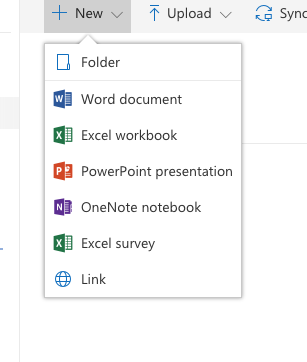 New Upload Sync
Folder
Word document
Excel workbook
PowerPoint presentation
OneNote notebook
Excel survey
Link